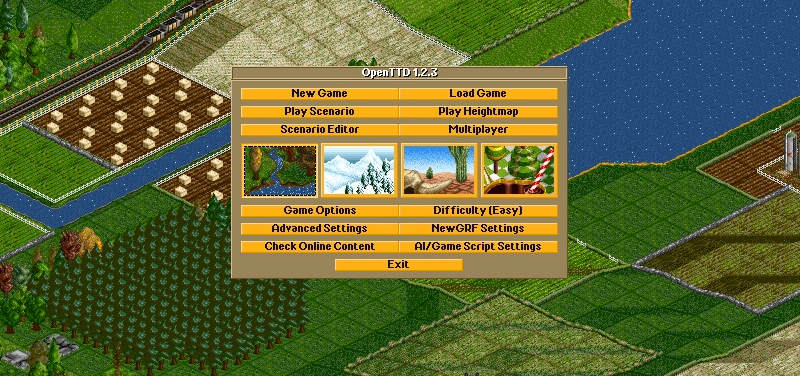 OpenTTD 1.2.3
New Game Load Game
Play Scenario Play Heightmap
Scenario Editor Multiplayer
Game Options Difficulty (Easy)
Advanced Settings NewGRF Settings
Check Online Content AI/Game Script Settings
Exit